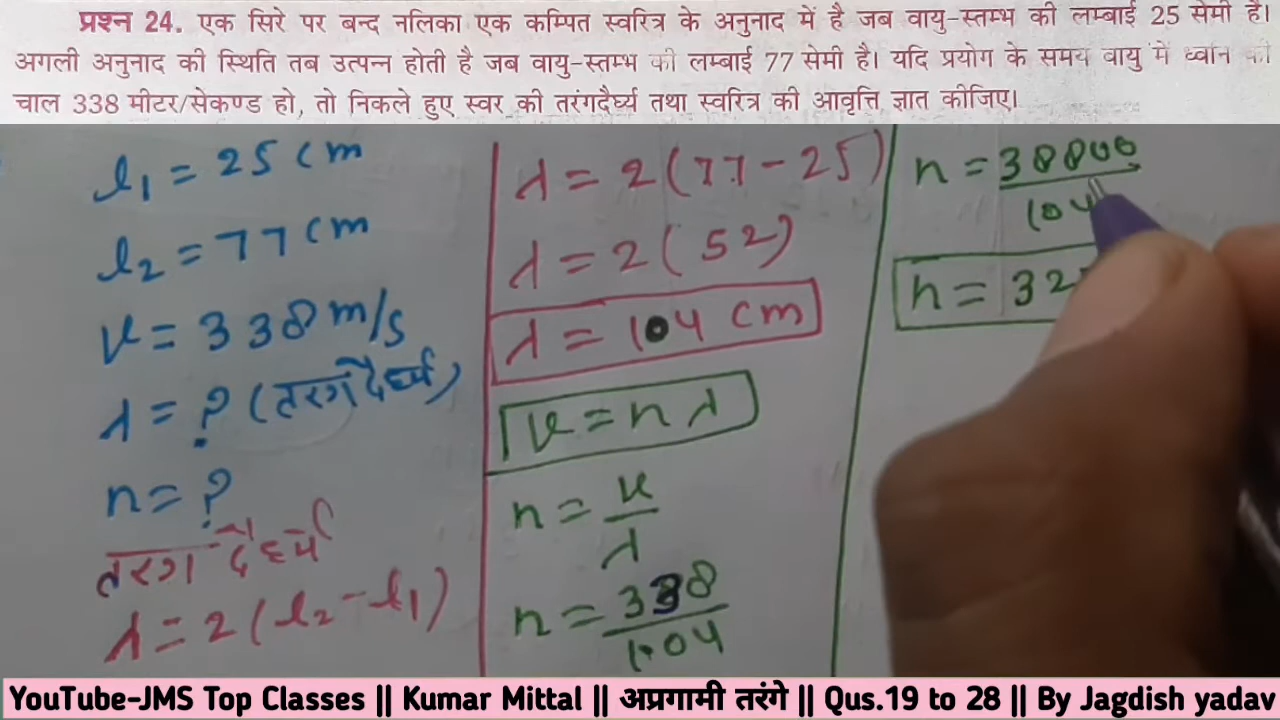 प्रश्न 24. एक सिरे पर बन्द नलिका एक कम्पित स्वरित्र के अनुनाद में है जब वायु-स्तम्भ की लम्बाई 25 सेमी है।
अगली अनुनाद की स्थिति तब उत्पन्न होती है जब वायु-स्तम्भ की लम्बाई 77 सेमी है। यदि प्रयोग के समय वायु में ध्वनि की
चाल 338 मीटर/सेकण्ड हो, तो निकले हुए स्वर की तरंगदैर्घ्य तथा स्वरित्र की आवृत्ति ज्ञात कीजिए।
l₁ = 25 cm
l₂ = 77 cm
v = 338 m/s
λ = ? (तरंगदैर्घ्य)
n = ?
तरंग दैर्घ्य
λ = 2 (l₂ - l₁)
λ = 2 (77 - 25)
λ = 2 (52)
λ = 104 cm
v = n λ
n = v/λ
n = 338/1.04
n = 38800/104
n = 32
YouTube-JMS Top Classes || Kumar Mittal || अप्रगामी तरंगे || Qus.19 to 28 || By Jagdish yadav